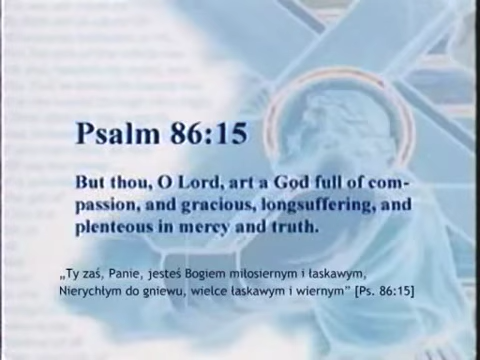 Psalm 86:15
But thou, O Lord, art a God full of com-
passion, and gracious, longsuffering, and
plenteous in mercy and truth.
„Ty zaś, Panie, jesteś Bogiem miłosiernym i łaskawym,
Nierychłym do gniewu, wielce łaskawym i wiernym” [Ps. 86:15]